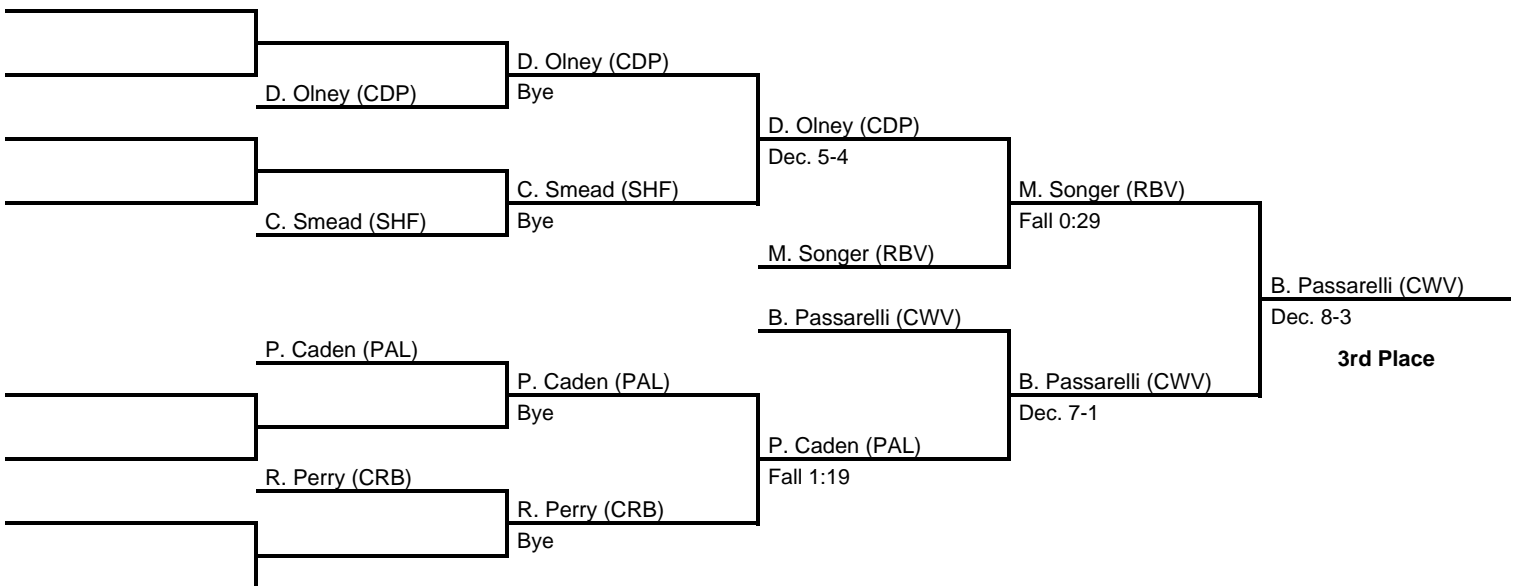 D. Olney (CDP)
D. Olney (CDP)
Bye
D. Olney (CDP)
Dec. 5-4
C. Smead (SHF)
C. Smead (SHF)
Bye
M. Songer (RBV)
Fall 0:29
M. Songer (RBV)
B. Passarelli (CWV)
Dec. 8-3
3rd Place
B. Passarelli (CWV)
P. Caden (PAL)
P. Caden (PAL)
Bye
B. Passarelli (CWV)
Dec. 7-1
P. Caden (PAL)
Fall 1:19
R. Perry (CRB)
R. Perry (CRB)
Bye